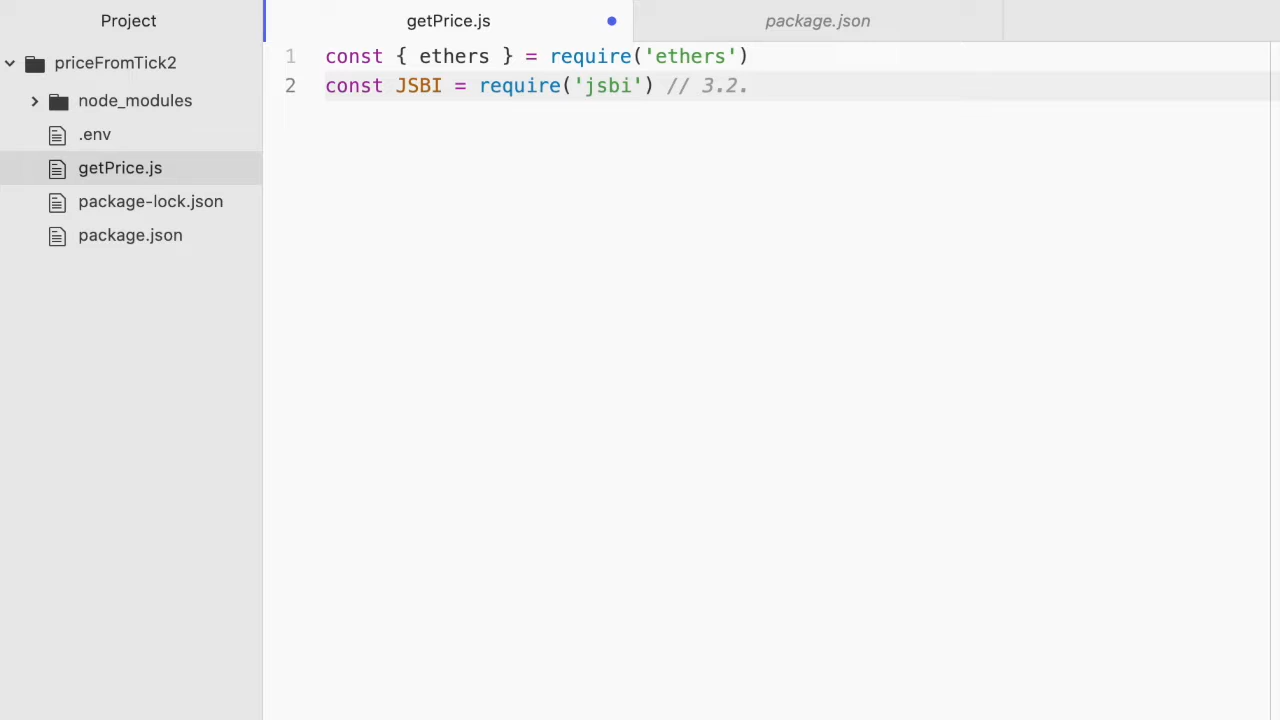 Project
priceFromTick2
node_modules
.env
getPrice.js
package-lock.json
package.json
getPrice.js
package.json
1 const { ethers } = require('ethers')
2 const JSBI = require('jsbi') // 3.2.